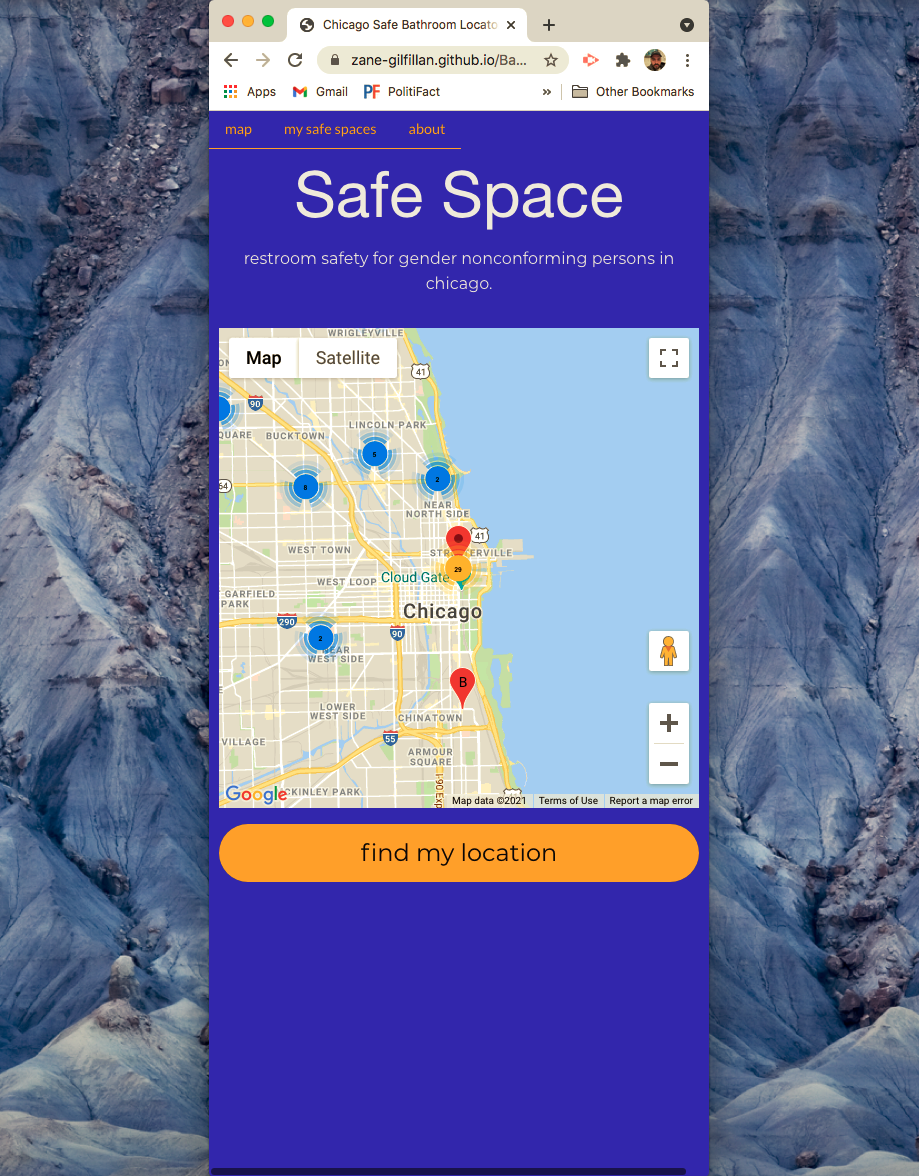 Chicago Safe Bathroom Locato
zane-gilfillan.github.io/Ba...
Apps
Gmail
PF PolitiFact
»
Other Bookmarks
map
my safe spaces
about
Safe Space
restroom safety for gender nonconforming persons in
chicago.
WRIGLEYVILLE
Map
Satellite
41
90
LINCOLN PARK
QUARE
BUCKTOWN
5
2
64
NEAR
NORTH SIDE
41
WEST TOWN
29
WEST LOOP
Cloud Gate
GARFIELD
PARK
Chicago
290
90
2
WEST SIDE
B
LOWER
WEST SIDE
CHINATOWN
VILLAGE
55
ARMOUR
SQUARE
I-90 Exp
Google
CKINLEY PARK
Map data ©2021
Terms of Use
Report a map error
find my location